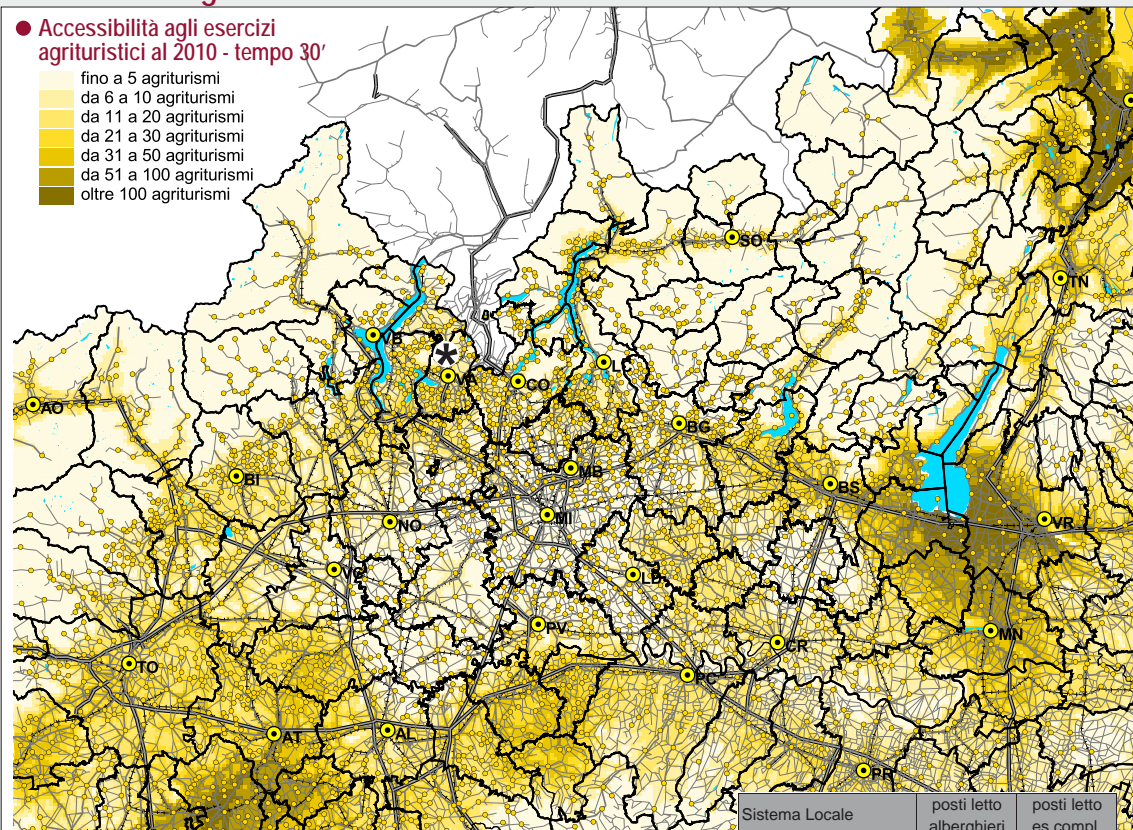 Accessibilità agli esercizi
agrituristici al 2010 - tempo 30'
fino a 5 agriturismi
da 6 a 10 agriturismi
da 11 a 20 agriturismi
da 21 a 30 agriturismi
da 31 a 50 agriturismi
da 51 a 100 agriturismi
oltre 100 agriturismi
SO
TN
VB
*
VA
CO
LC
AO
BG
BI
MB
BS
MI
NO
VR
VC
LD
PV
MN
CR
TO
PC
AL
PR
Sistema Locale
posti letto
alberghieri
posti letto
es.compl.